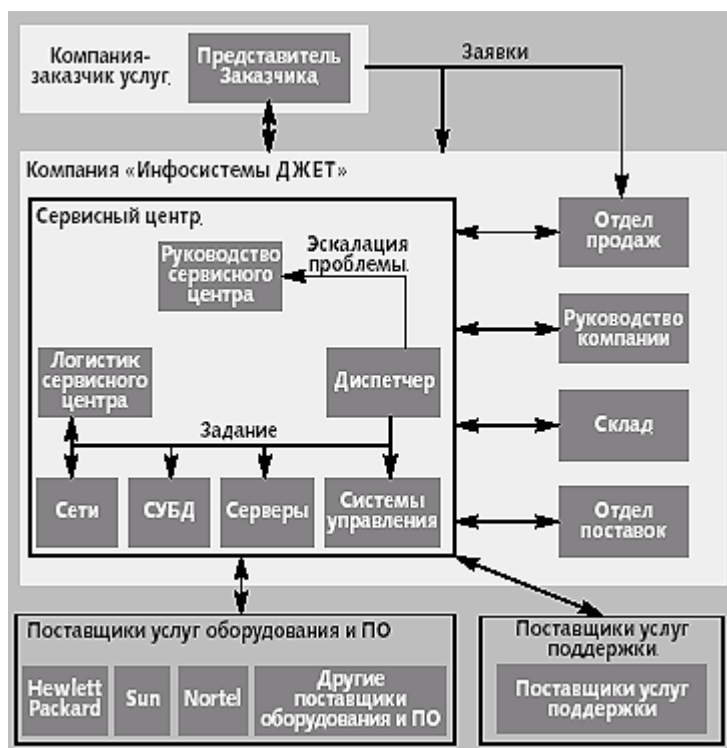 Компания-
заказчик услуг.
Представитель
Заказчика
Заявки
Компания «Инфосистемы ДЖЕТ»
Сервисный центр.
Руководство
сервисного
центра
Эскалация
проблемы.
Отдел
продаж
Руководство
компании
Логистик
сервисного
центра
Диспетчер
Склад
Задание
Сети
СУБД
Серверы
Системы
управления
Отдел
поставок
Поставщики услуг оборудования и ПО
Hewlett
Packard
Sun
Nortel
Другие
поставщики
оборудования и ПО
Поставщики услуг
поддержки.
Поставщики услуг
поддержки